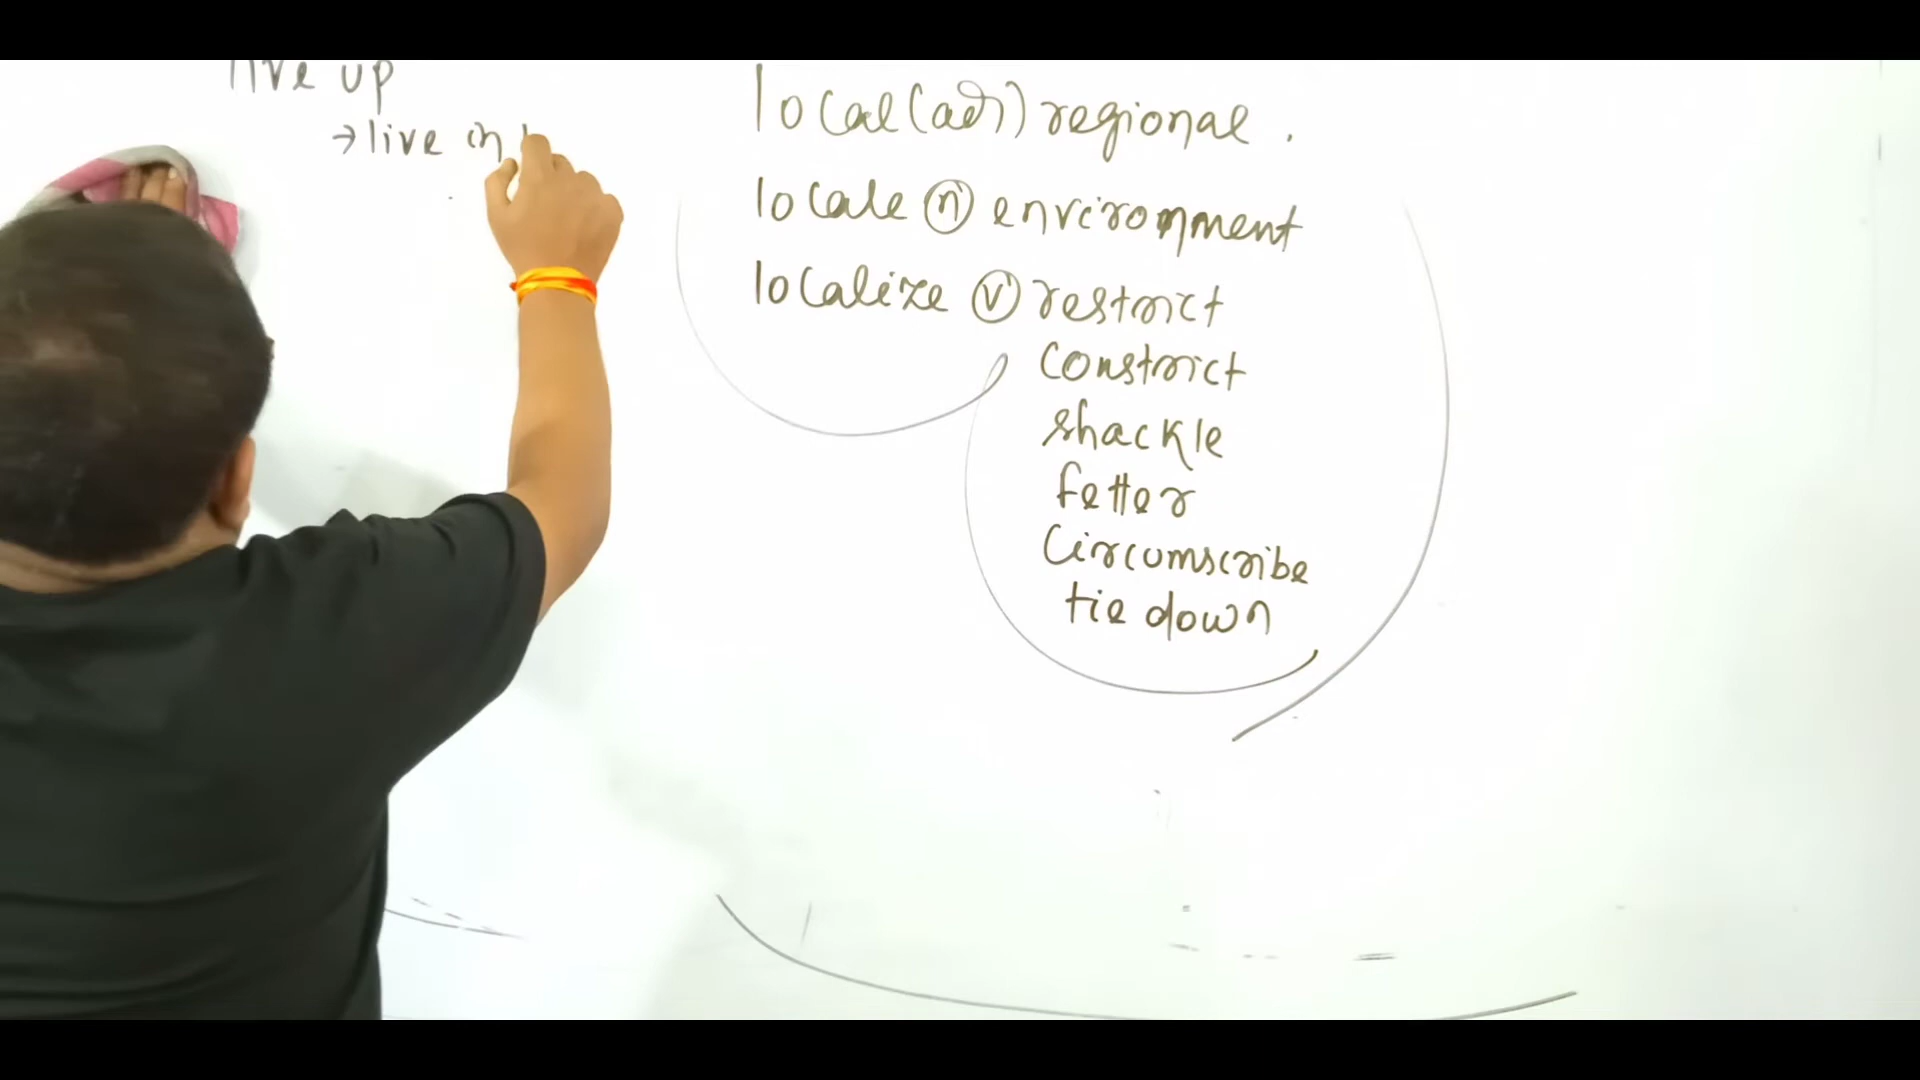 live up
→ live in
local (adj) regional.
locale (n) environment
localize (v) restrict
constrict
shackle
fetter
Circumscribe
tie down